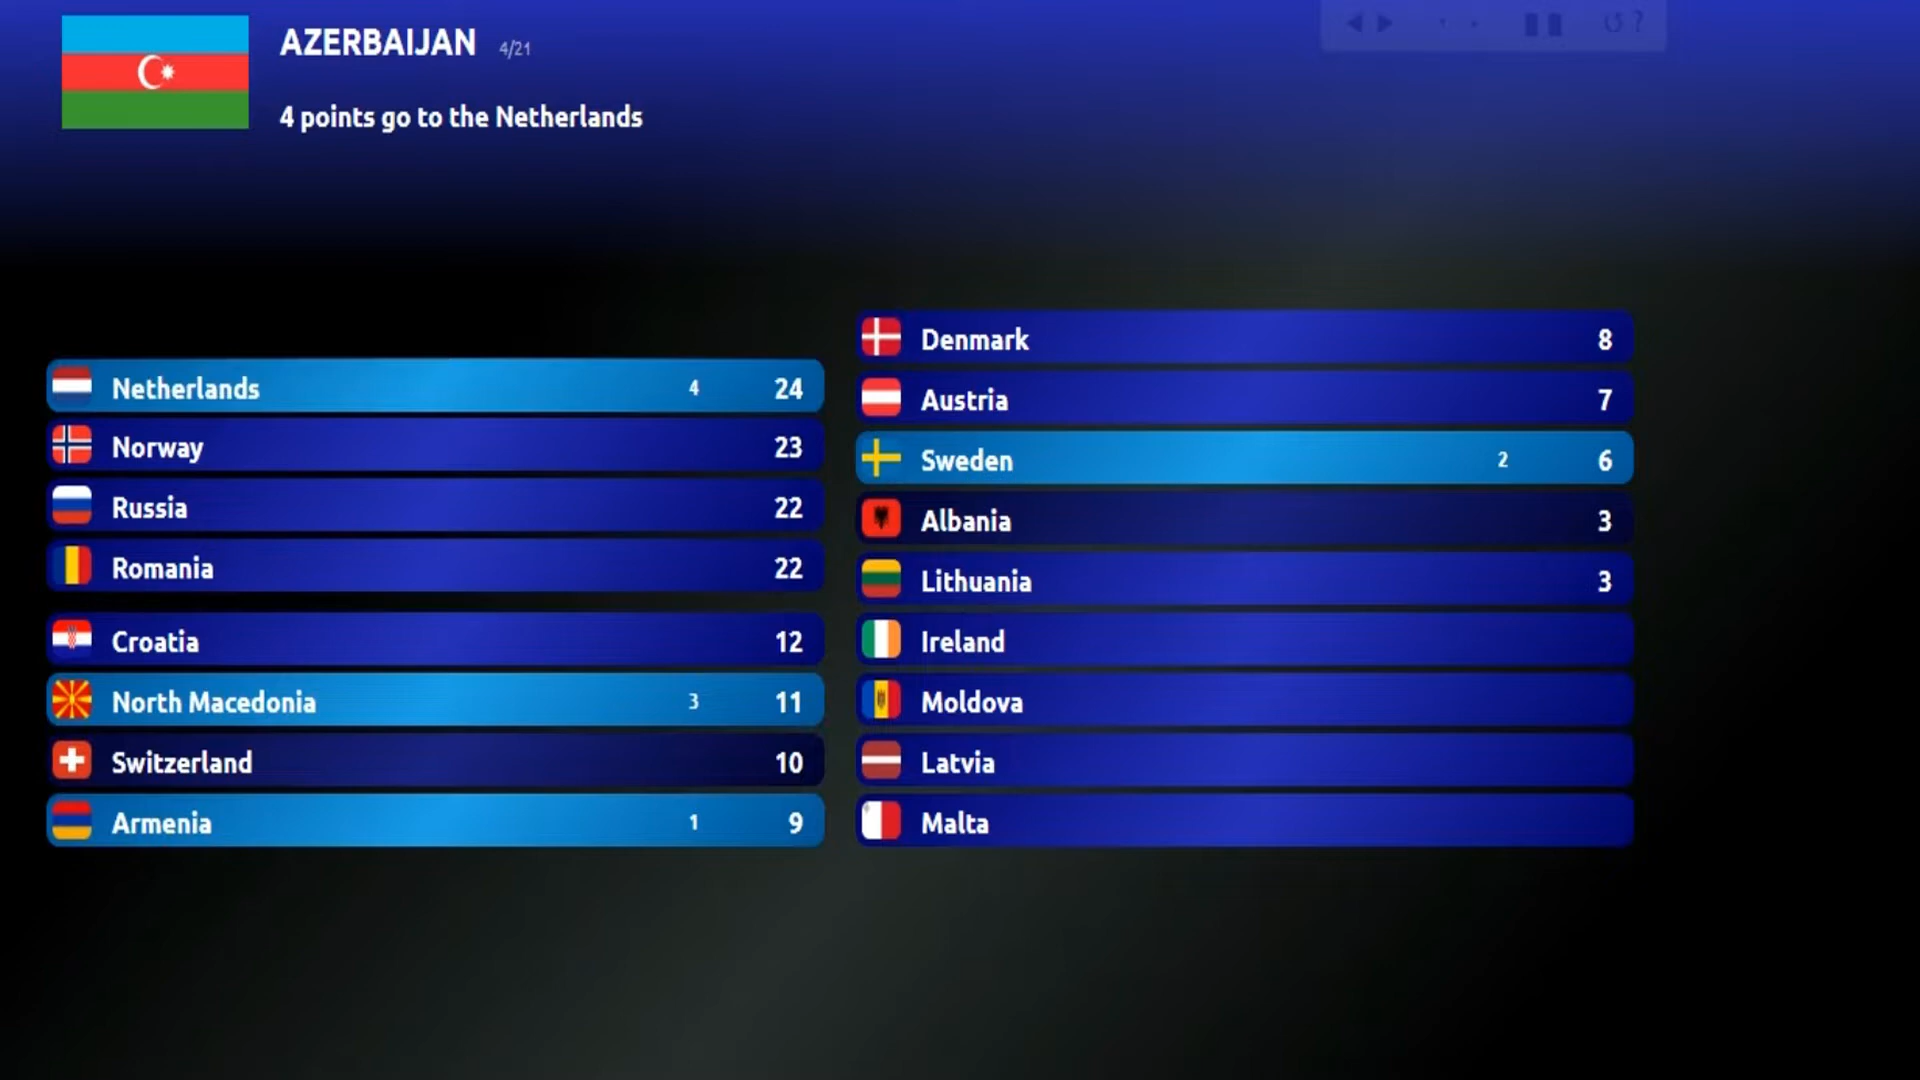 AZERBAIJAN 4/21
4 points go to the Netherlands
Netherlands 4 24
Norway 23
Russia 22
Romania 22
Croatia 12
North Macedonia 3 11
Switzerland 10
Armenia 1 9
Denmark 8
Austria 7
Sweden 2 6
Albania 3
Lithuania 3
Ireland
Moldova
Latvia
Malta
?